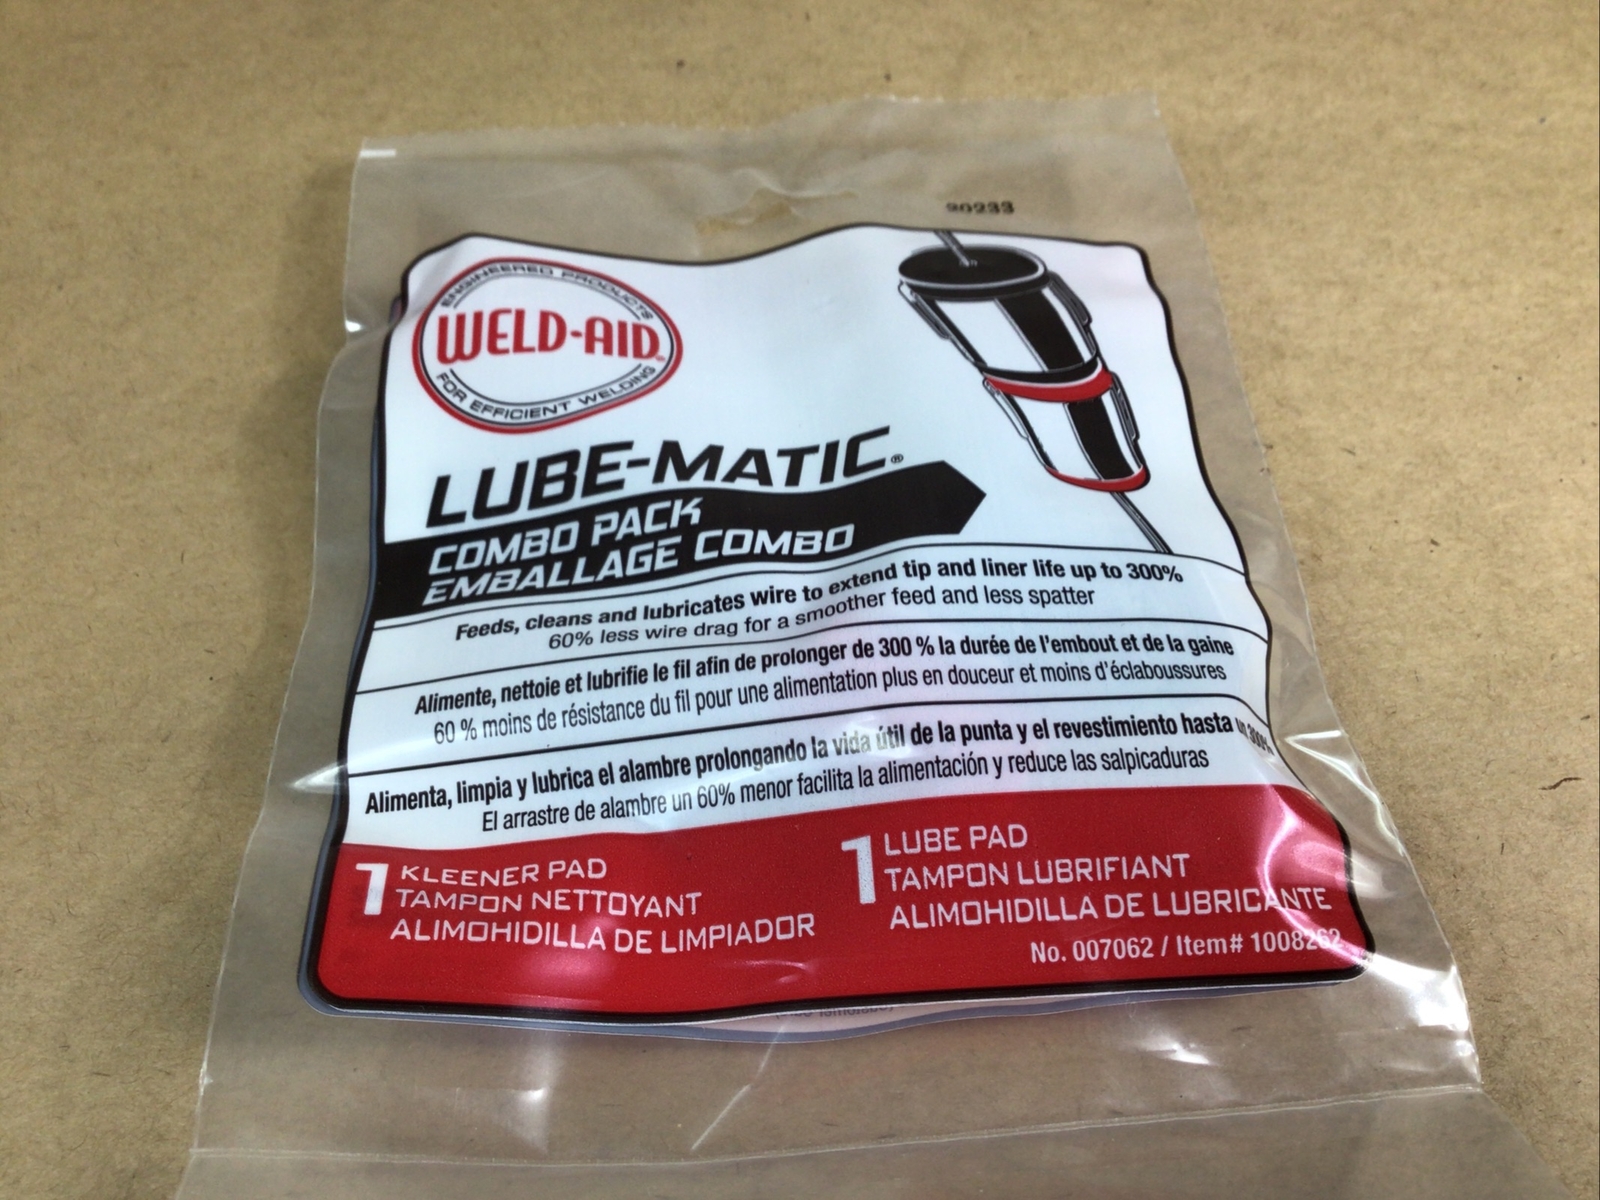 20233
ENGINEERED PRODUCTS
WELD-AID
FOR EFFICIENT WELDING
LUBE-MATIC®
COMBO PACK
EMBALLAGE COMBO
Feeds, cleans and lubricates wire to extend tip and liner life up to 300%
60% less wire drag for a smoother feed and less spatter
Alimente, nettoie et lubrifie le fil afin de prolonger de 300 % la durée de l'embout et de la gaine
60 % moins de résistance du fil pour une alimentation plus en douceur et moins d'éclaboussures
Alimenta, limpia y lubrica el alambre prolongando la vida útil de la punta y el revestimiento hasta un 300%
El arrastre de alambre un 60% menor facilita la alimentación y reduce las salpicaduras
1 KLEENER PAD
TAMPON NETTOYANT
ALIMOHIDILLA DE LIMPIADOR
1 LUBE PAD
TAMPON LUBRIFIANT
ALIMOHIDILLA DE LUBRICANTE
No. 007062 / Item# 1008262